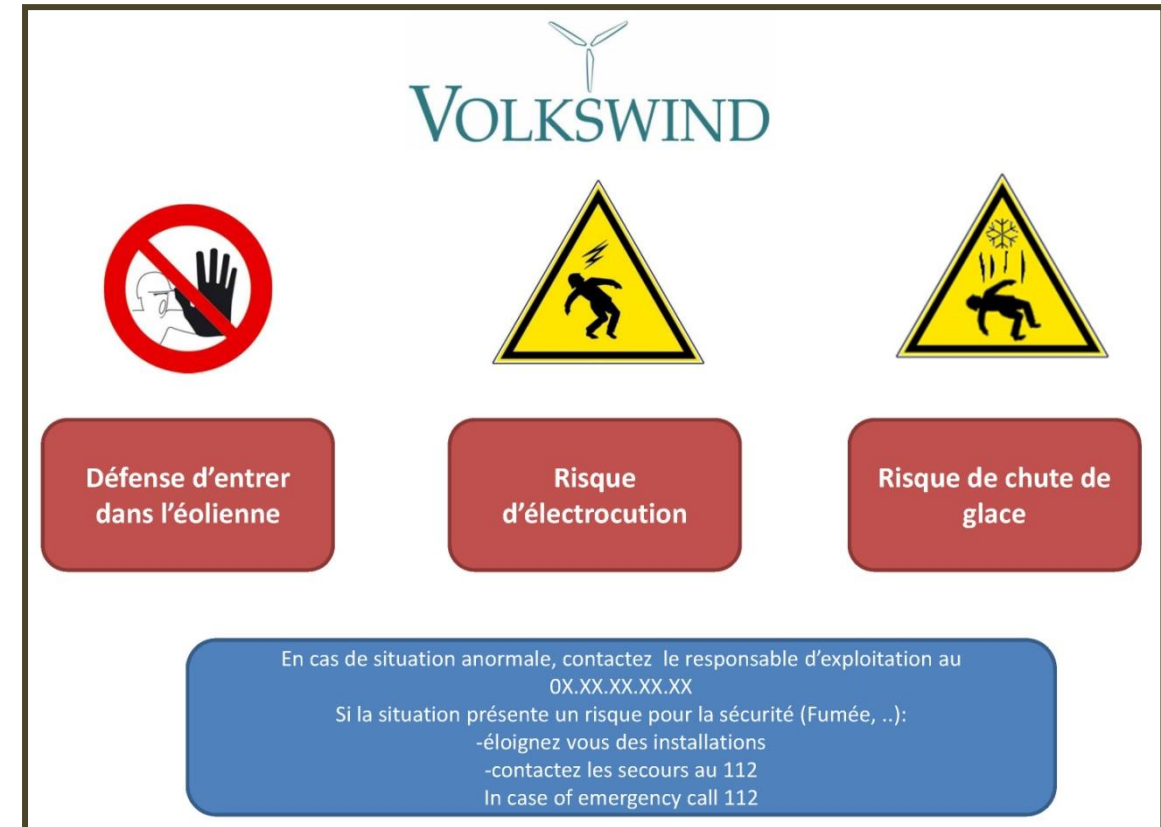 VOLKSWIND
Défense d'entrer
dans l'éolienne
Risque
d'électrocution
Risque de chute de
glace
En cas de situation anormale, contactez le responsable d'exploitation au
0X.XX.XX.XX.XX
Si la situation présente un risque pour la sécurité (Fumée, ..):
-éloignez vous des installations
-contactez les secours au 112
In case of emergency call 112